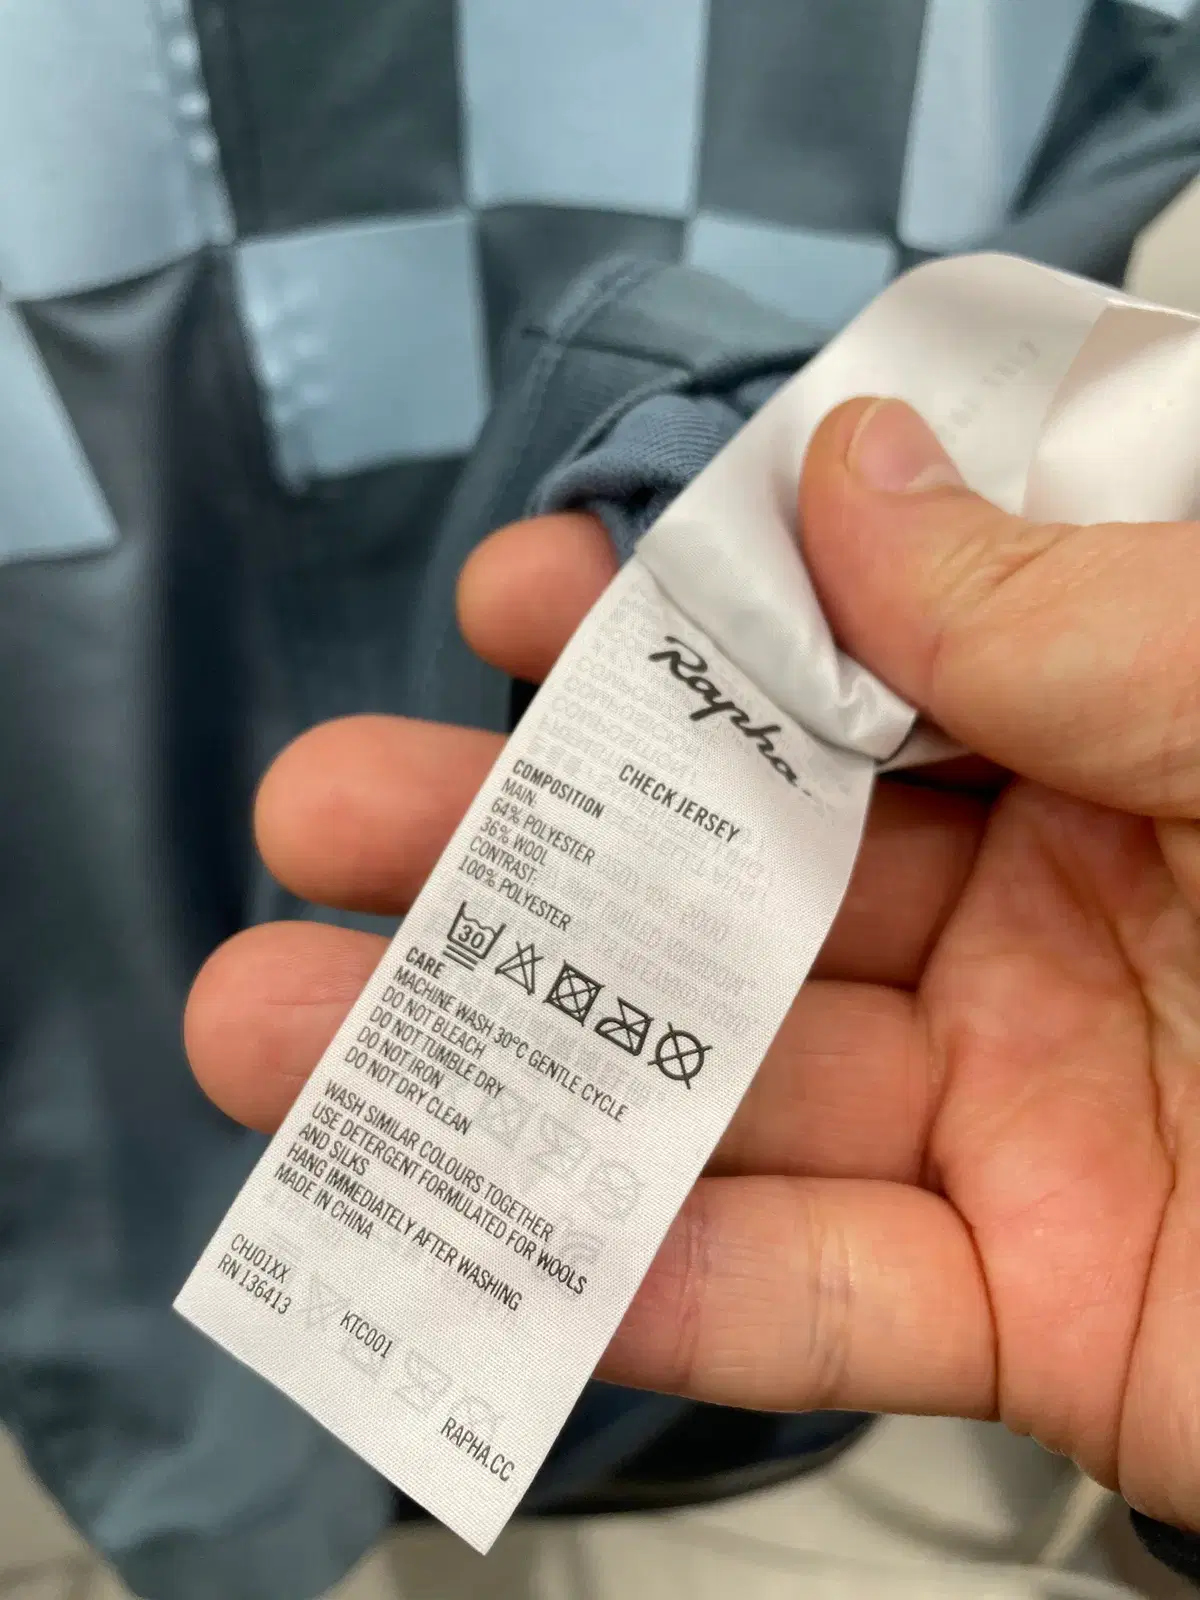 Rapha
CHECK JERSEY
COMPOSITION
MAIN:
64% POLYESTER
36% WOOL
CONTRAST:
100% POLYESTER
30
CARE
MACHINE WASH 30°C GENTLE CYCLE
DO NOT BLEACH
DO NOT TUMBLE DRY
DO NOT IRON
DO NOT DRY CLEAN
WASH SIMILAR COLOURS TOGETHER
USE DETERGENT FORMULATED FOR WOOLS
AND SILKS
HANG IMMEDIATELY AFTER WASHING
MADE IN CHINA
CHJ01XX
RN 136413
KTC001
RAPHA.CC